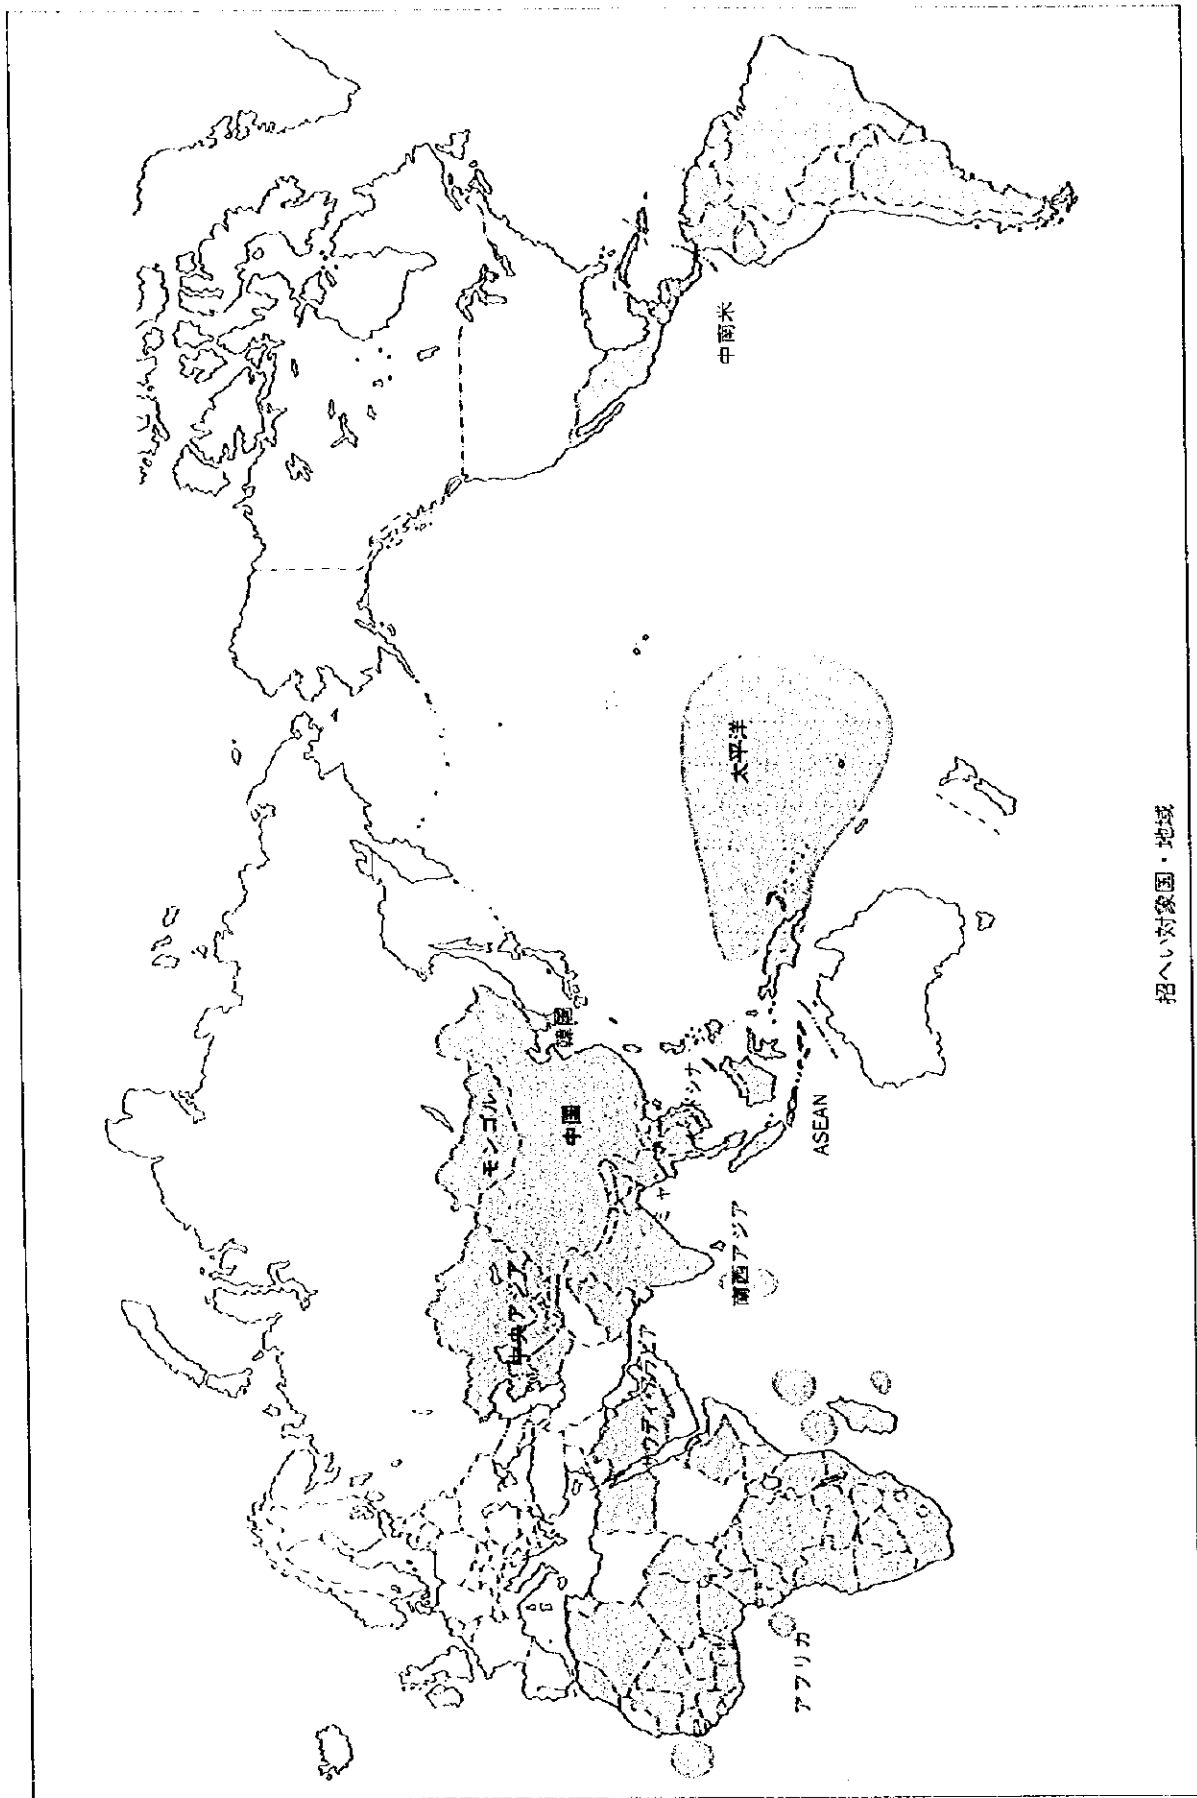 中南米
太平洋
韓国
モンゴル
中国
ASEAN
中央アジア
南西アジア
サウディアラビア
アフリカ
招へい対象国・地域